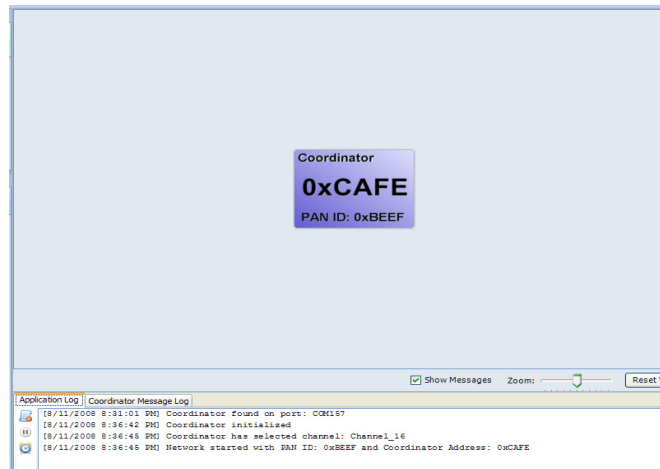 Coordinator
0xCAFE
PAN ID: 0xBEEF
Show Messages Zoom: Reset
Application Log Coordinator Message Log
[8/11/2008 8:31:01 PM] Coordinator found on port: COM157
[8/11/2008 8:36:42 PM] Coordinator initialized
[8/11/2008 8:36:45 PM] Coordinator has selected channel: Channel_16
[8/11/2008 8:36:45 PM] Network started with PAN ID: 0xBEEF and Coordinator Address: 0xCAFE